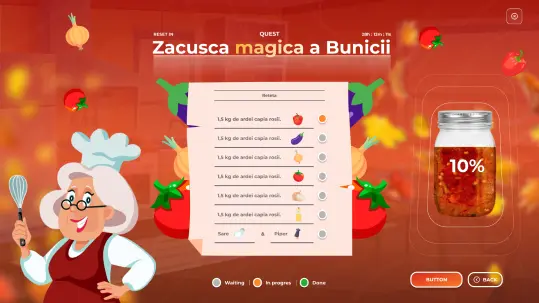 RESET IN
QUEST
Zacusca magica a Bunicii
Reteta
1,5 kg de ardei capia rosii.
1,5 kg de ardei capia rosii.
1,5 kg de ardei capia rosii.
1,5 kg de ardei capia rosii.
1,5 kg de ardei capia rosii.
1,5 kg de ardei capia rosii.
Sare & Piper
-10%
Waiting | In progres | Done
BUTTON
BACK